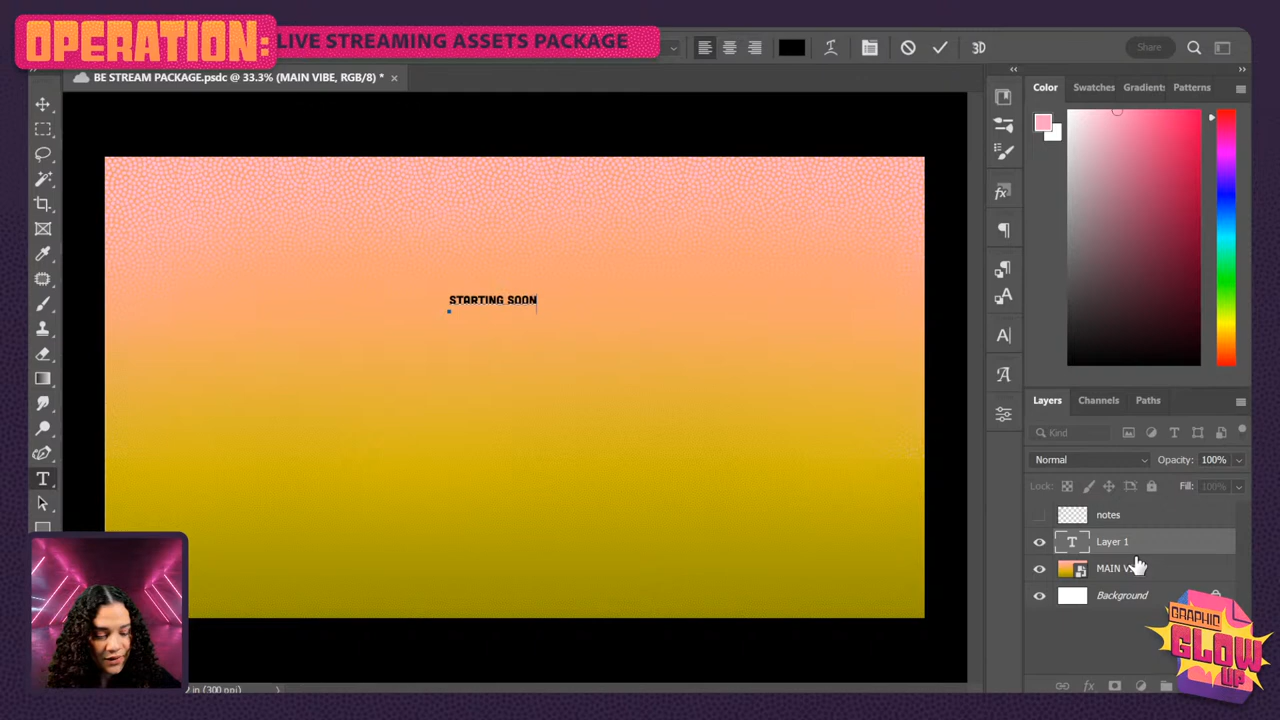 OPERATION:
LIVE STREAMING ASSETS PACKAGE
3D
Share
BE STREAM PACKAGE.psdc @ 33.3% (MAIN VIBE, RGB/8) *
Color
Swatches
Gradients
Patterns
STARTING SOON
Layers
Channels
Paths
Kind
Normal
Opacity: 100%
Lock:
Fill: 100%
notes
Layer 1
MAIN
Background
GRAPHIC
GLOW
UP
in (300 ppi)